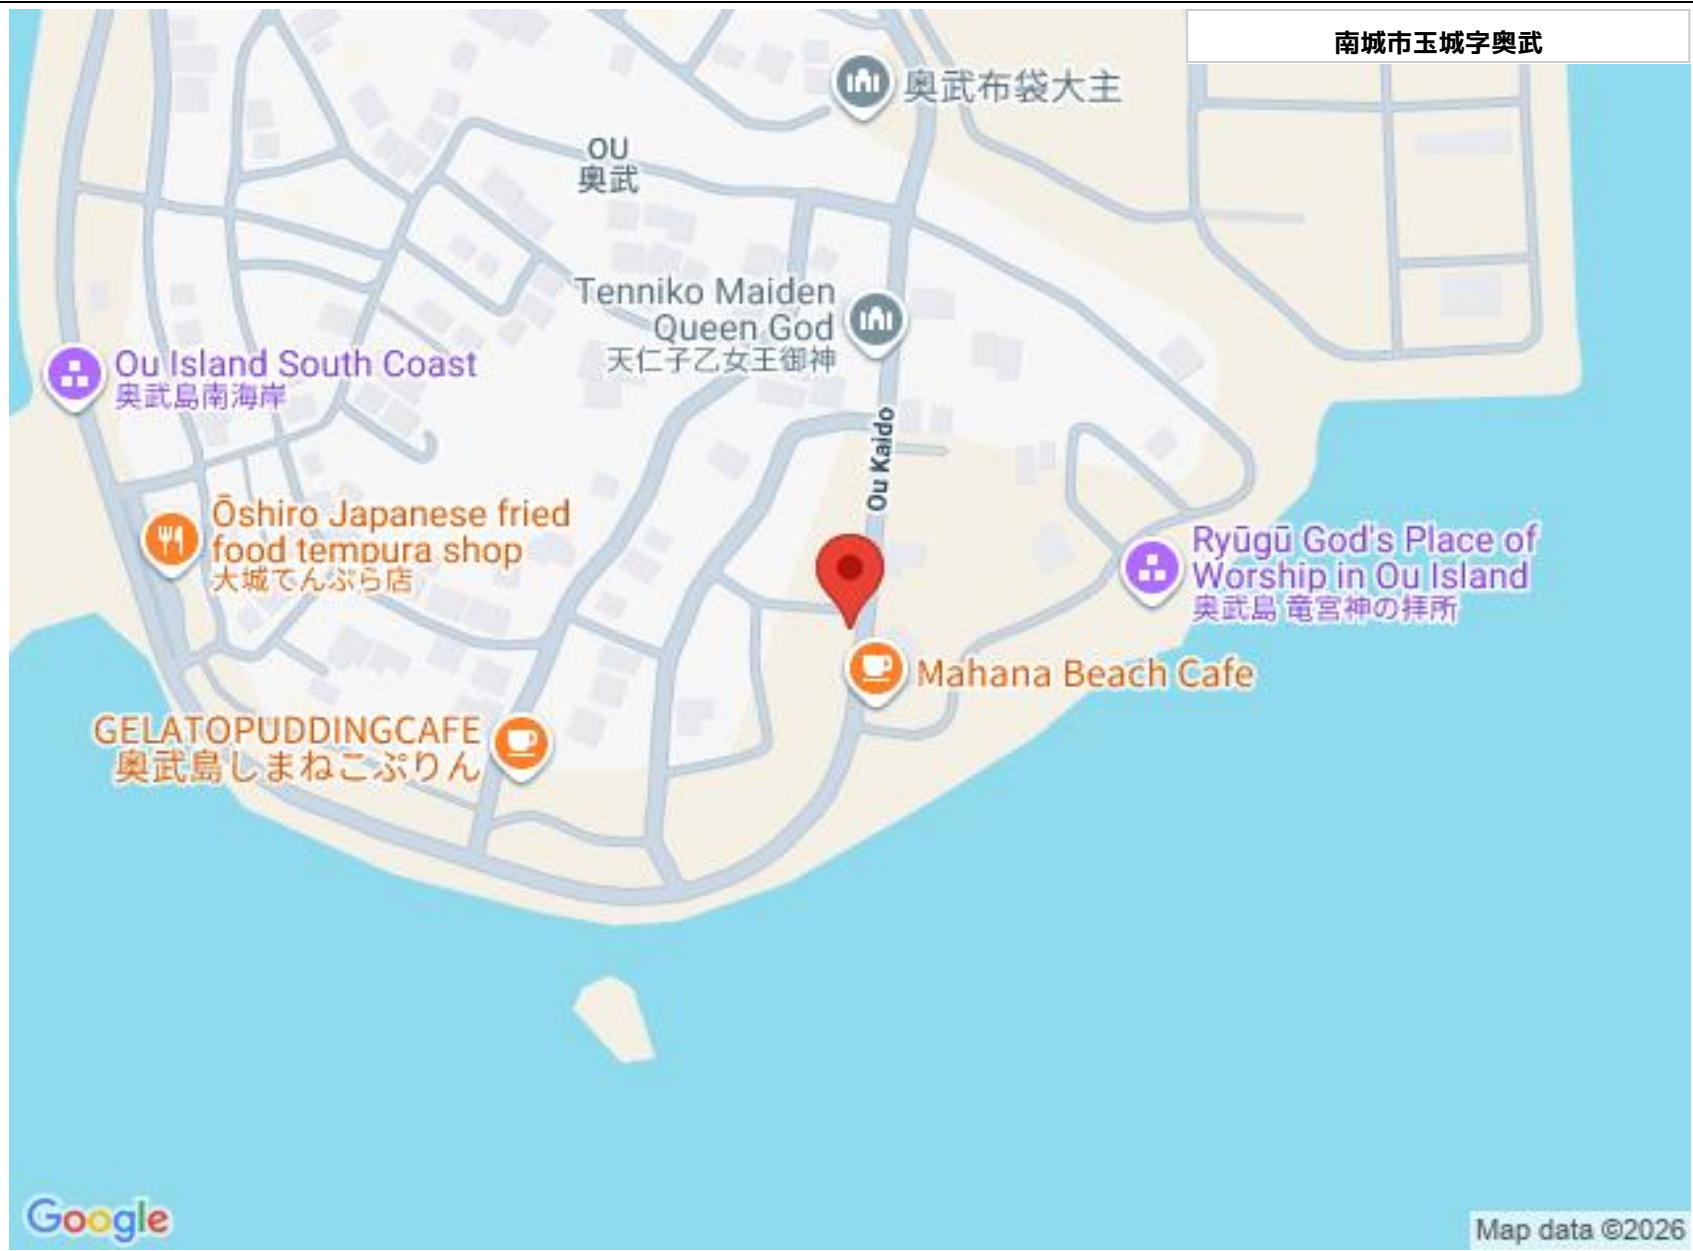 南城市玉城字奥武
奥武布袋大主
OU
奥武
Tenniko Maiden
Queen God
天仁子乙女王御神
Ou Island South Coast
奥武島南海岸
Ou Kaido
Ōshiro Japanese fried
food tempura shop
大城てんぷら店
Ryūgū God's Place of
Worship in Ou Island
奥武島 竜宮神の拝所
Mahana Beach Cafe
GELATOPUDDINGCAFE
奥武島しまねこぷりん
Google
Map data ©2026